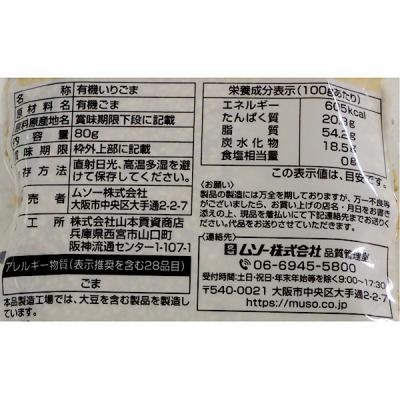 名　称 有機いりごま
原材料名 有機ごま
原料原産地名 賞味期限下段に記載
内容量 80g
賞味期限 枠外上部に記載
保存方法 直射日光、高温多湿を避けて保存してください。
販売者 ムソー株式会社
大阪市中央区大手通2-2-7
加工所 株式会社山本貢資商店
兵庫県西宮市山口町
阪神流通センター1-107-1
アレルギー物質(表示推奨を含む28品目)
ごま
本品製造工場では、大豆を含む製品を製造し
ています。
栄養成分表示(100gあたり)
エネルギー 605kcal
たんぱく質 20.3g
脂　質 54.2g
炭水化物 18.5g
食塩相当量 0g
この表示値は、目安です。
〈お願い〉
製品の製造には万全を期しておりますが、万一不良等
がございましたら、お買い上げの店名・月日をお書き
添えの上、現品を着払いにて下記連絡先までお送り
ください。代品をお送りさせていただきます。
〈連絡先〉
ムソー株式会社 品質管理室
06-6945-5800
受付時間:土日・祝日・年末年始等を除く9:00~17:30
〒540-0021 大阪市中央区大手通2-2-7
https://muso.co.jp